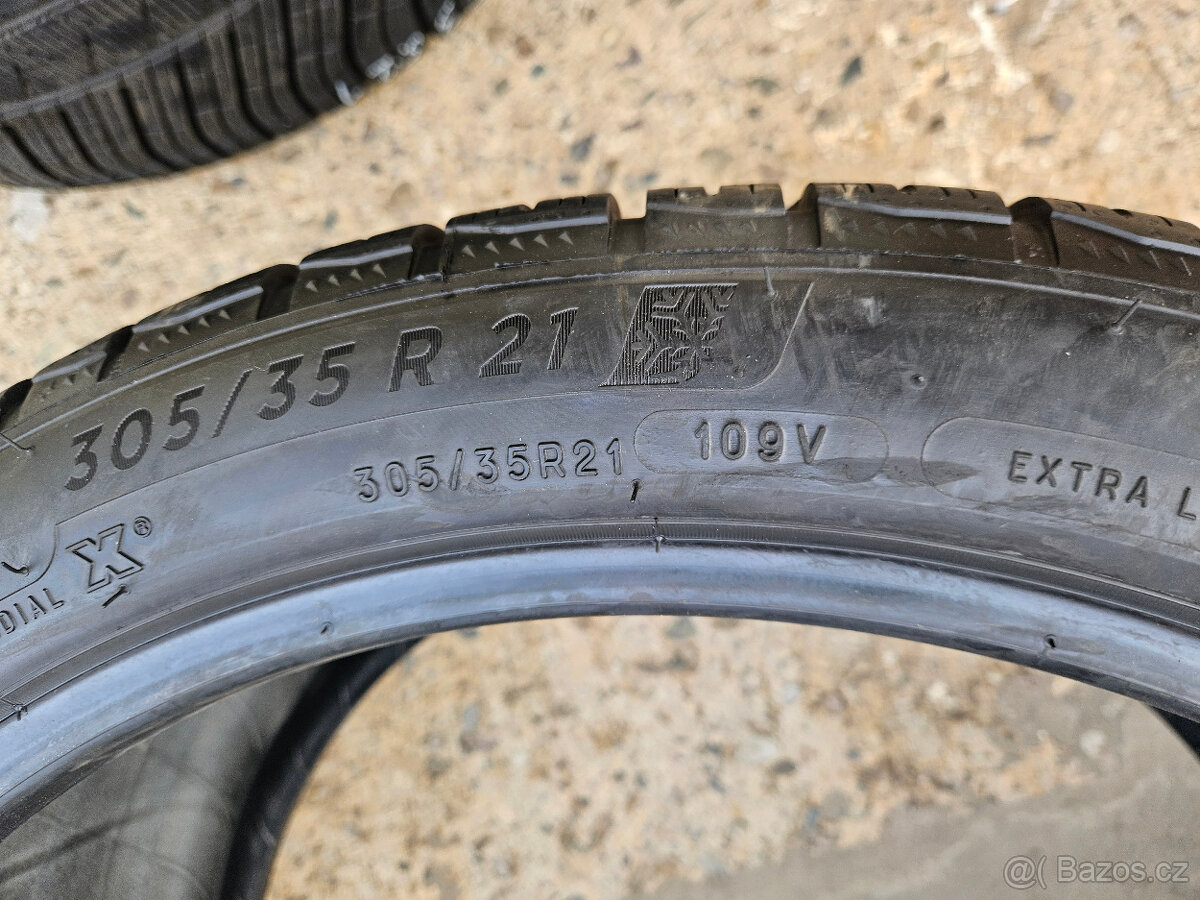 305/35 R 21
305/35R21 109V EXTRA L
DIAL X®
@ Bazos.cz